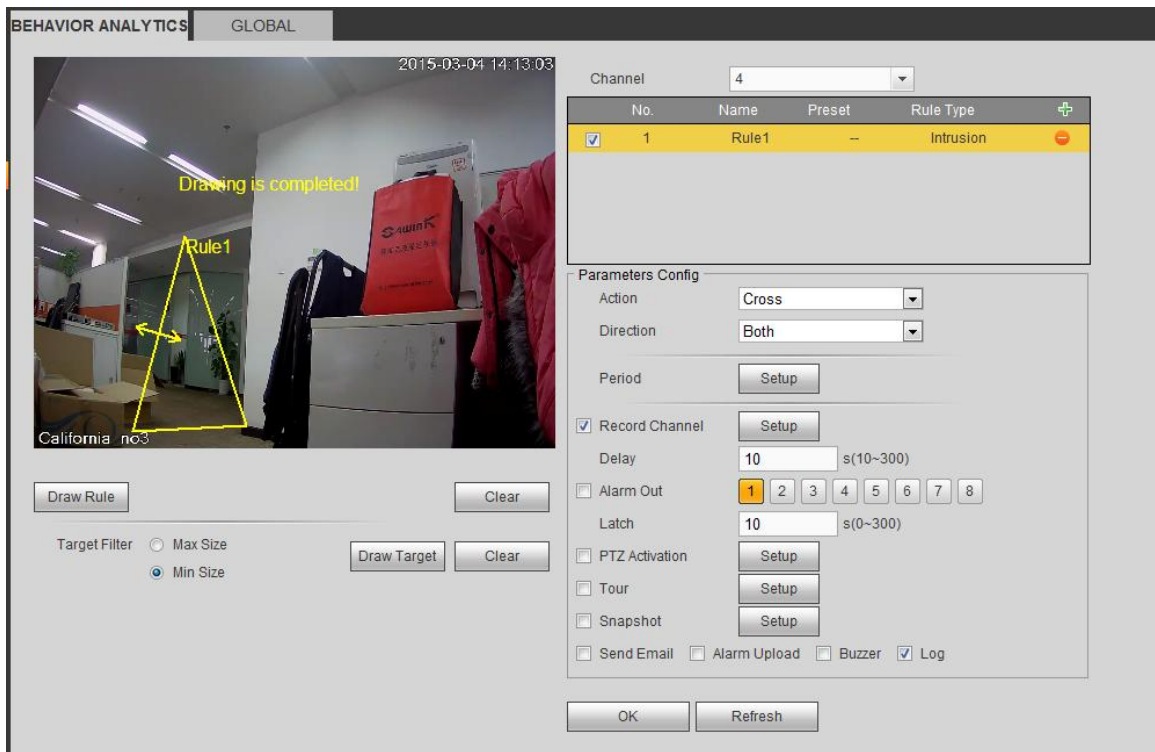 BEHAVIOR ANALYTICS GLOBAL
2015-03-04 14:13:03
Drawing is completed!
Rule1
SAWINK
California_no3
Draw Rule Clear
Target Filter Max Size
Min Size
Draw Target Clear
Channel 4
No. Name Preset Rule Type
1 Rule1 -- Intrusion
Parameters Config
Action Cross
Direction Both
Period Setup
Record Channel Setup
Delay 10 s(10~300)
Alarm Out 1 2 3 4 5 6 7 8
Latch 10 s(0~300)
PTZ Activation Setup
Tour Setup
Snapshot Setup
Send Email Alarm Upload Buzzer Log
OK Refresh